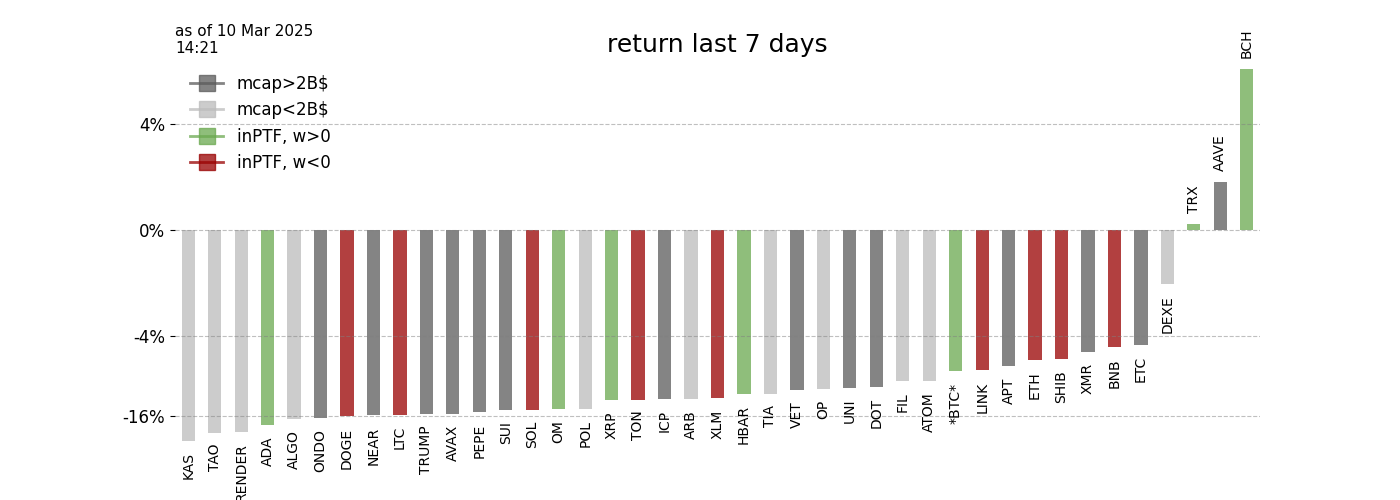 as of 10 Mar 2025
14:21
return last 7 days
mcap>2B$
mcap<2B$
inPTF, w>0
inPTF, w<0
4%
0%
-4%
-16%
KAS
TAO
RENDER
ADA
ALGO
ONDO
DOGE
NEAR
LTC
TRUMP
AVAX
PEPE
SUI
SOL
OM
POL
XRP
TON
ICP
ARB
XLM
HBAR
TIA
VET
OP
UNI
DOT
FIL
ATOM
*BTC*
LINK
APT
ETH
SHIB
XMR
BNB
ETC
DEXE
TRX
AAVE
BCH